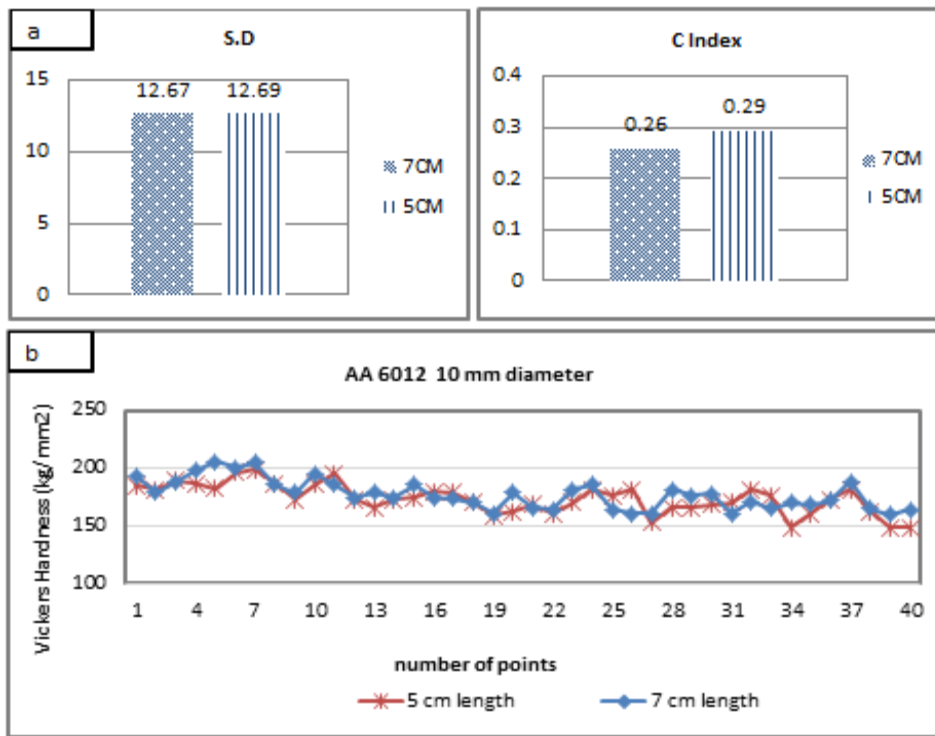 a
S.D
15
10
5
0
12.67 12.69
7CM
5CM
C Index
0.4
0.3
0.2
0.1
0
0.26 0.29
7CM
5CM
b
AA 6012 10 mm diameter
Vickers Hardness (kg/mm2)
250
200
150
100
1 4 7 10 13 16 19 22 25 28 31 34 37 40
number of points
5 cm length 7 cm length